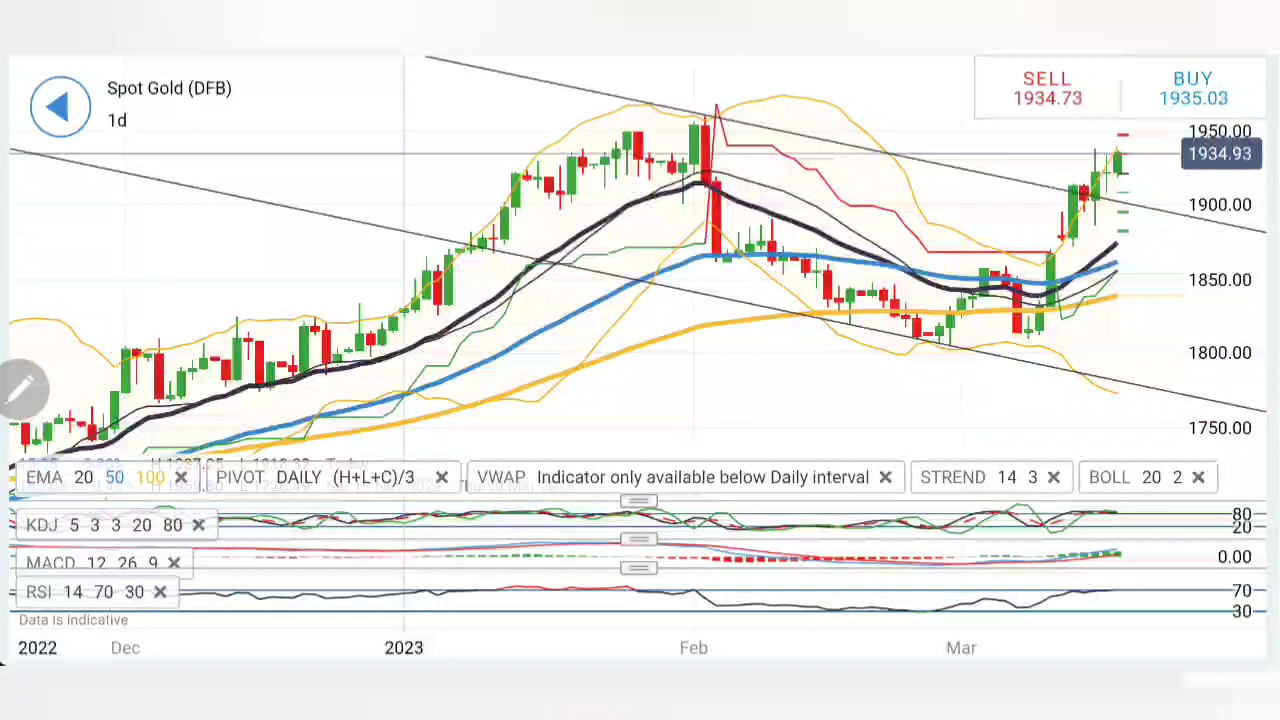 Spot Gold (DFB)
1d
SELL
1934.73
BUY
1935.03
1950.00
1934.93
1900.00
1850.00
1800.00
1750.00
EMA 20 50 100
PIVOT DAILY (H+L+C)/3
VWAP Indicator only available below Daily interval
STREND 14 3
BOLL 20 2
KDJ 5 3 3 20 80
80
20
MACD 12 26 9
0.00
RSI 14 70 30
70
30
Data is indicative
2022 Dec 2023 Feb Mar